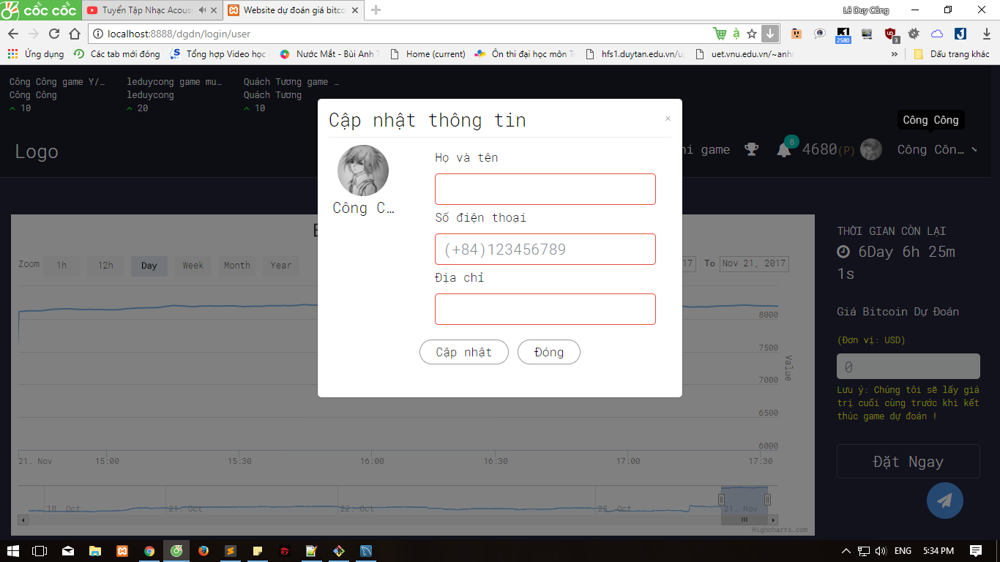 cốc cốc
Tuyển Tập Nhạc Acous
Website dự đoán giá bitco
Lê Duy Công
localhost:8888/dgdn/login/user
2580
3
Ứng dụng
Các tab mới đóng
Tổng hợp Video học
Nước Mắt - Bùi Anh T
Home (current)
Ôn thi đại học môn
hfs1.duytan.edu.vn/u
uet.vnu.edu.vn/~anh
»
Dấu trang khác
Công Công game Y/…
leduycong game mu…
Quách Tương game …
Công Công
leduycong
Quách Tương
10
20
10
Công Công
Logo
hi game
8
4680(P)
Công Côn…
Cập nhật thông tin
×
Công C…
Họ và tên
Số điện thoại
(+84)123456789
Địa chỉ
Cập nhật
Đóng
Zoom
1h
12h
Day
Week
Month
Year
17
To
Nov 21, 2017
8000
7500
7000
6500
6000
Value
21. Nov
15:00
15:30
16:00
16:30
17:00
17:30
18. Oct
21. Oct
22. Oct
23. Oct
21. Nov
Highcharts.com
THỜI GIAN CÒN LẠI
6Day 6h 25m
1s
Giá Bitcoin Dự Đoán
(Đơn vị: USD)
0
Lưu ý: Chúng tôi sẽ lấy giá
trị cuối cùng trước khi kết
thúc game dự đoán !
Đặt Ngay
ENG
5:34 PM